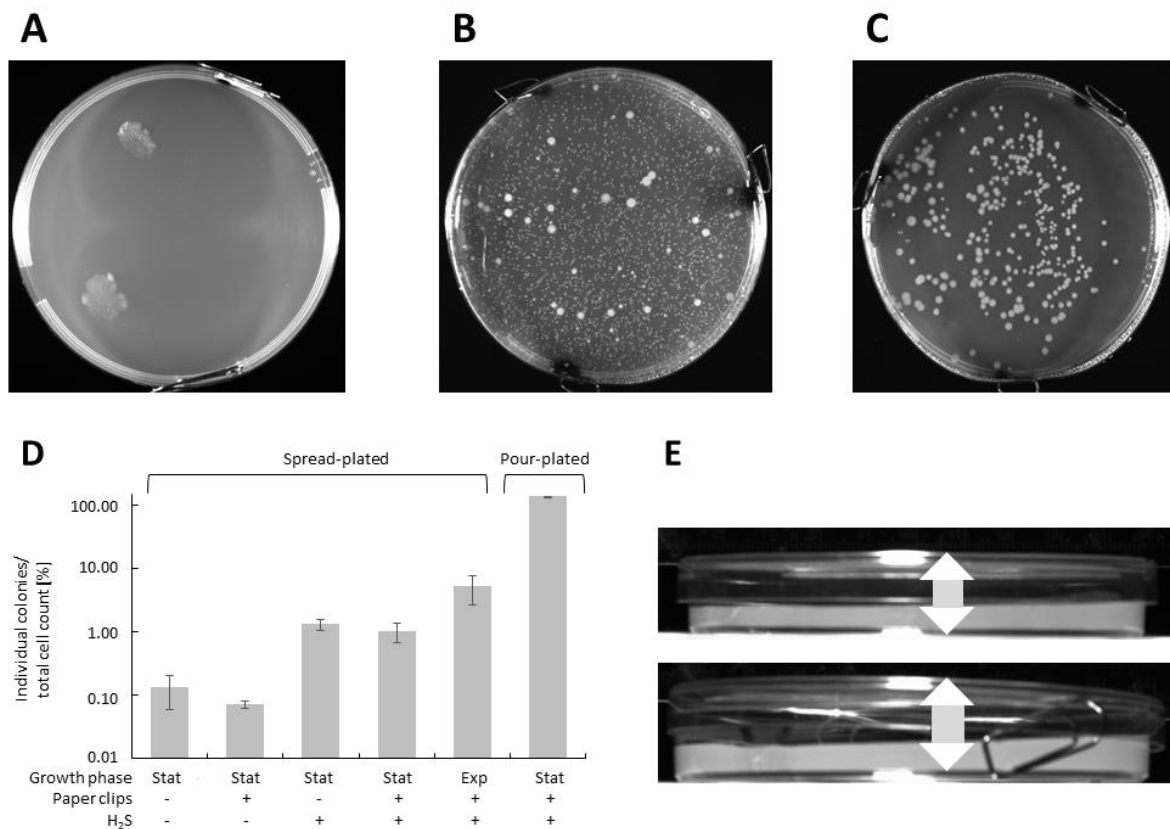 A
B
C
D
Spread-plated
Pour-plated
100.00
10.00
1.00
0.10
0.01
Individual colonies/
total cell count [%]
Growth phase Stat Stat Stat Stat Exp Stat
Paper clips - + - + + +
H₂S - - + + + +
E